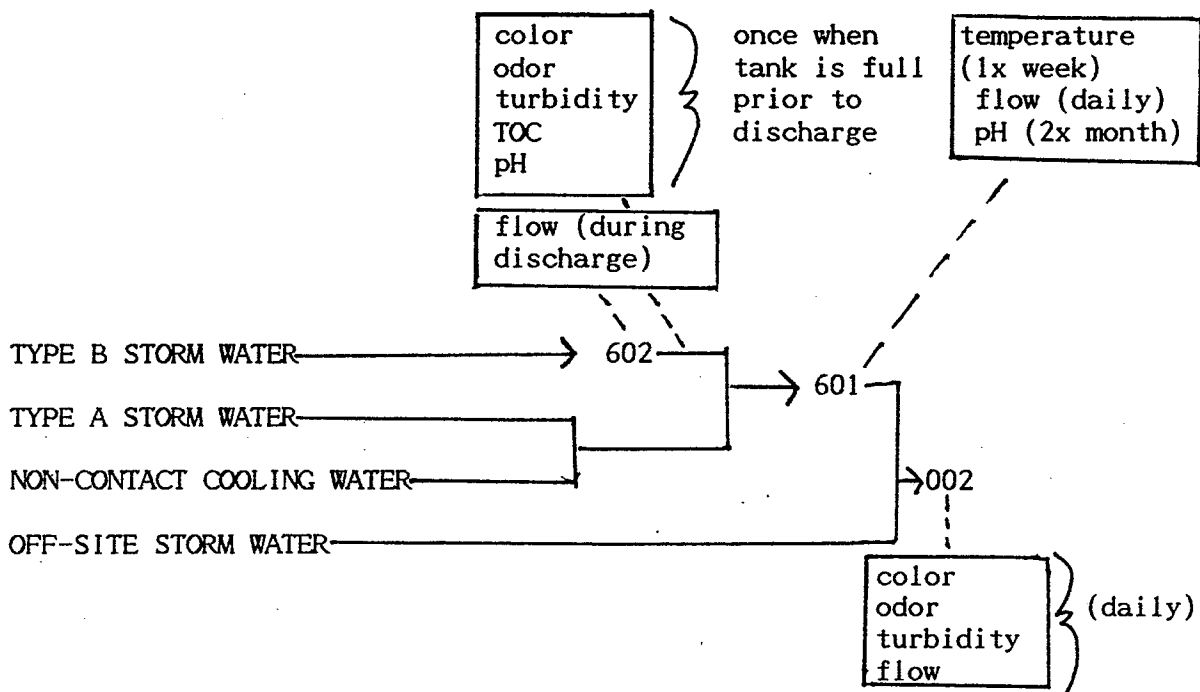 color
odor
turbidity
TOC
pH
once when
tank is full
prior to
discharge
temperature
(1x week)
flow (daily)
pH (2x month)
flow (during
discharge)
TYPE B STORM WATER
602
601
TYPE A STORM WATER
NON-CONTACT COOLING WATER
002
OFF-SITE STORM WATER
color
odor
turbidity
flow
(daily)